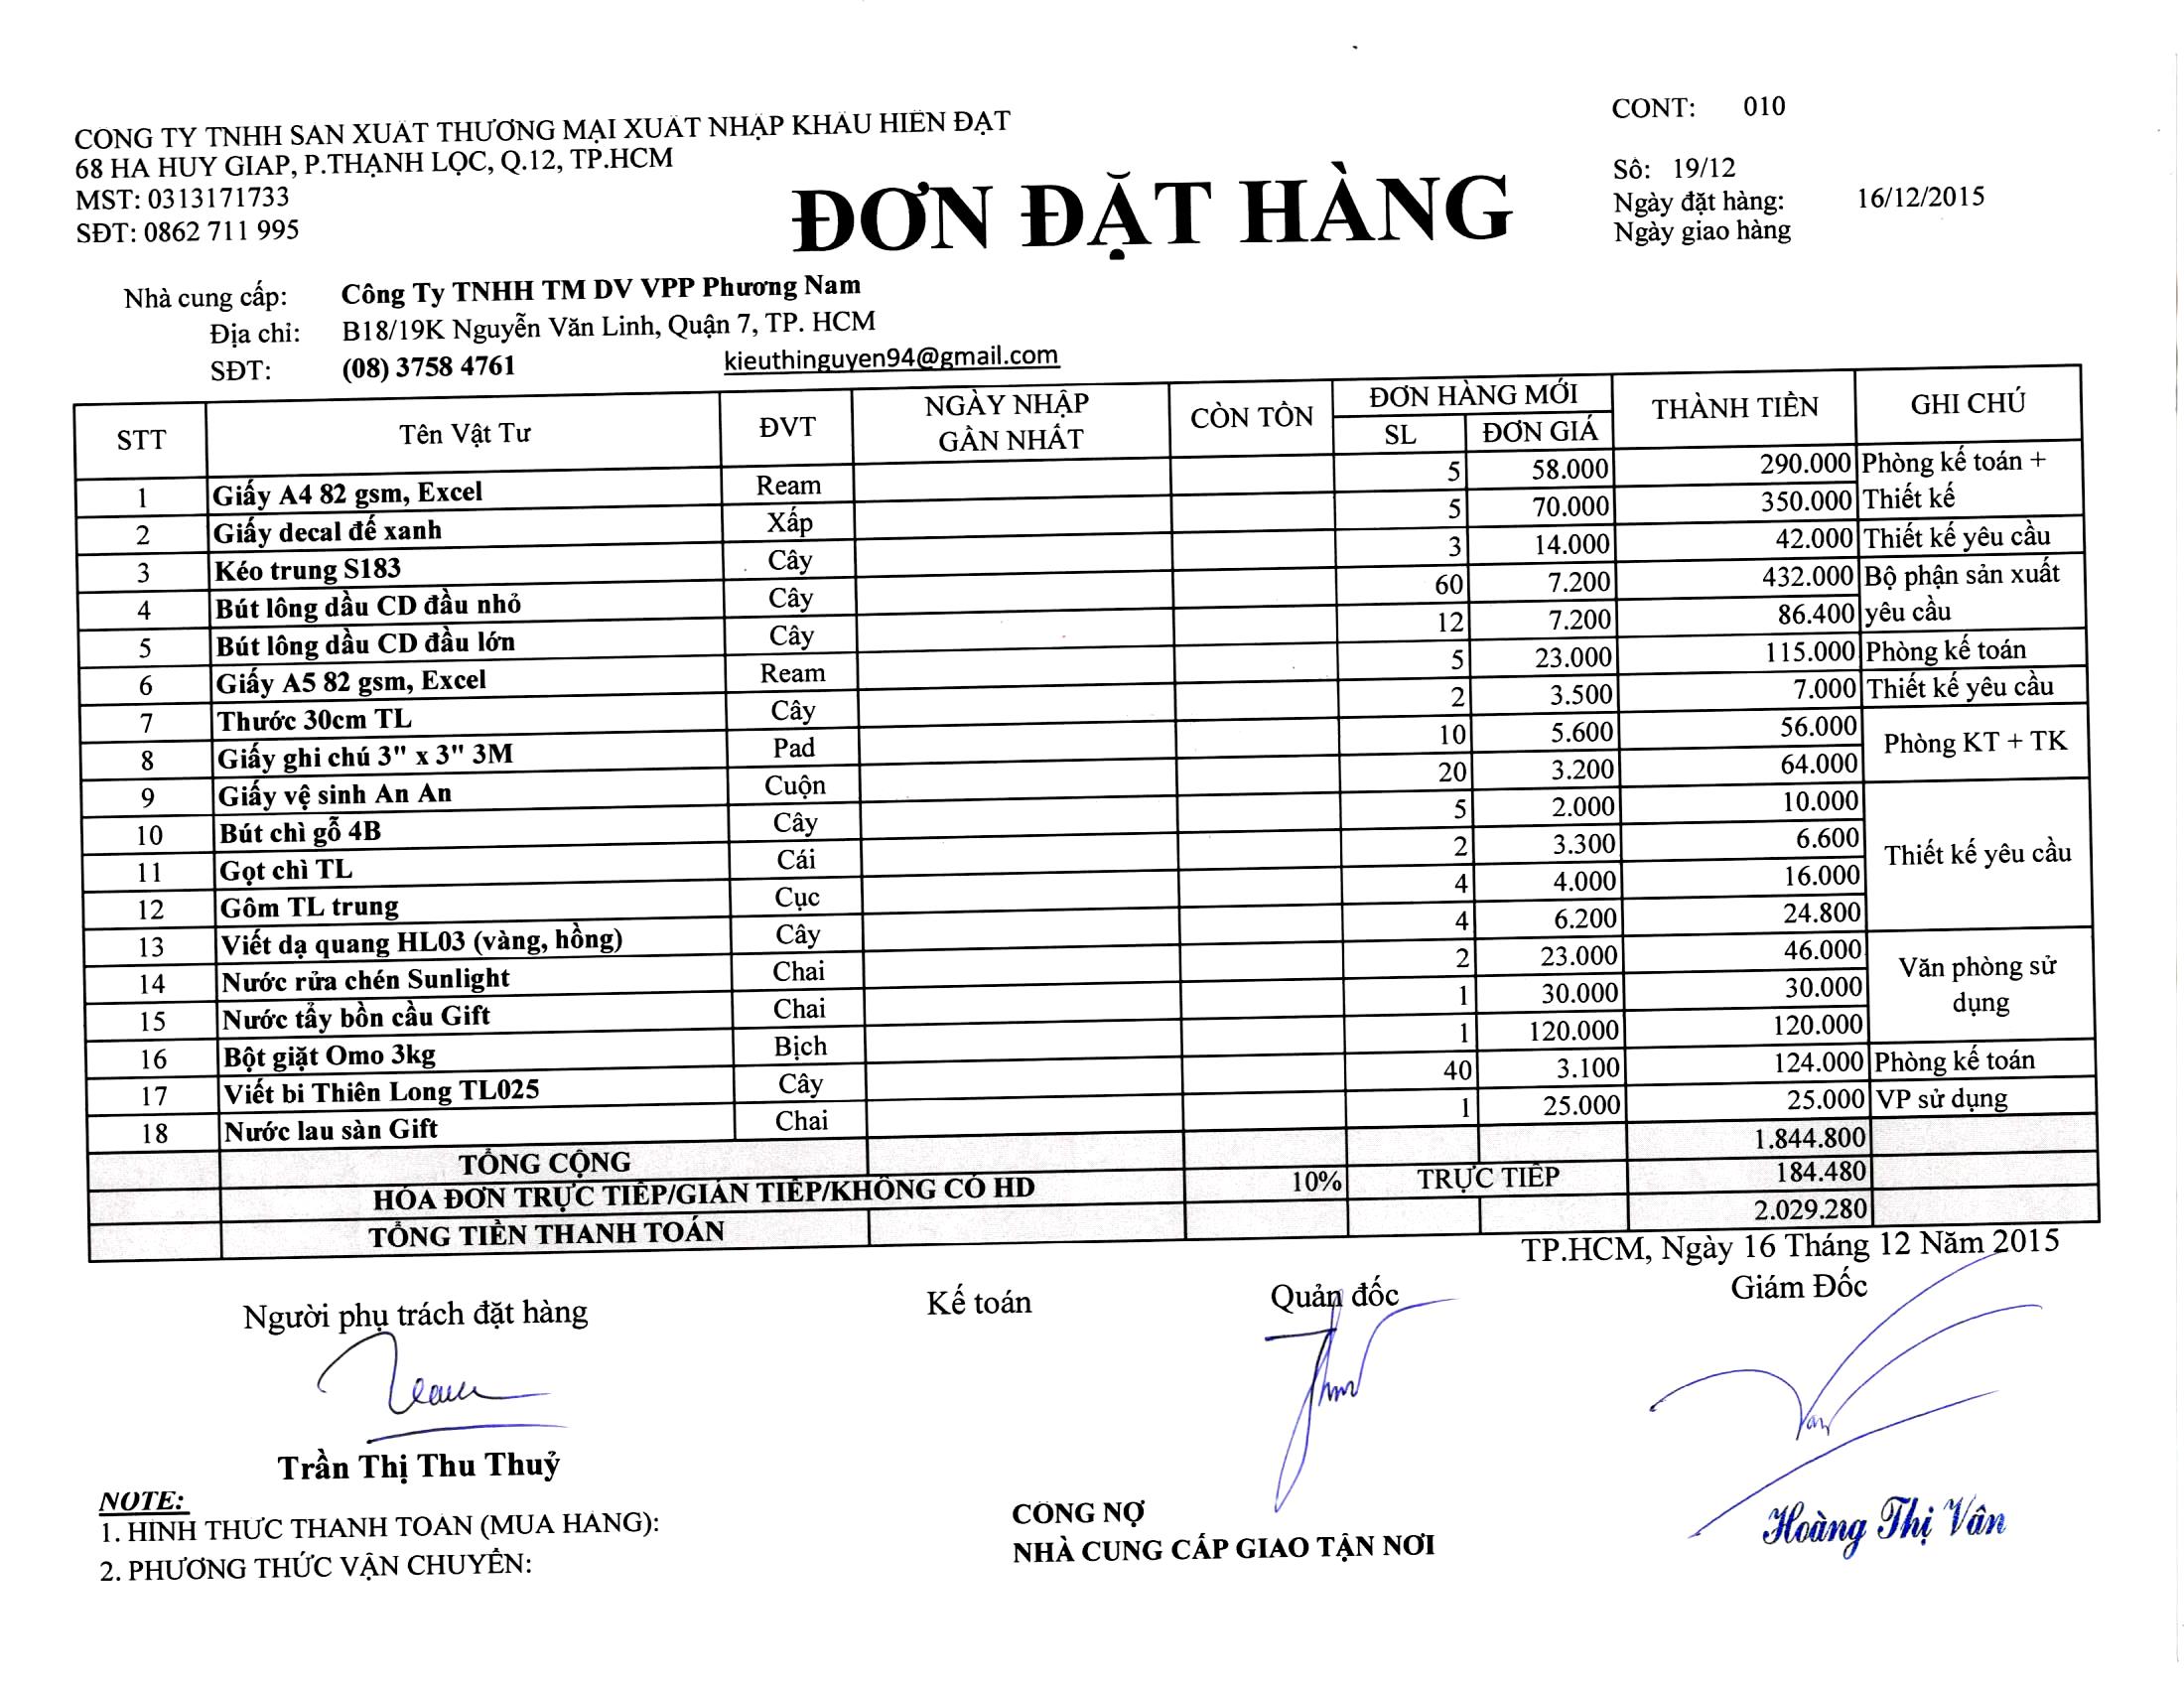 CÔNG TY TNHH SẢN XUẤT THƯƠNG MẠI XUẤT NHẬP KHẨU HIỂN ĐẠT
68 HA HUY GIAP, P.THẠNH LỘC, Q.12, TP.HCM
MST: 0313171733
SĐT: 0862 711 995
CONT: 010
Số: 19/12
Ngày đặt hàng: 16/12/2015
Ngày giao hàng
ĐƠN ĐẶT HÀNG
Nhà cung cấp: Công Ty TNHH TM DV VPP Phương Nam
Địa chỉ: B18/19K Nguyễn Văn Linh, Quận 7, TP. HCM
SĐT: (08) 3758 4761 kieuthinguyen94@gmail.com
STT Tên Vật Tư ĐVT NGÀY NHẬP GẦN NHẤT CÒN TỒN ĐƠN HÀNG MỚI THÀNH TIỀN GHI CHÚ
SL ĐƠN GIÁ
1 Giấy A4 82 gsm, Excel Ream 5 58.000 290.000 Phòng kế toán +
2 Giấy decal đế xanh Xấp 5 70.000 350.000 Thiết kế
3 Kéo trung S183 Cây 3 14.000 42.000 Thiết kế yêu cầu
4 Bút lông dầu CD đầu nhỏ Cây 60 7.200 432.000 Bộ phận sản xuất
5 Bút lông dầu CD đầu lớn Cây 12 7.200 86.400 yêu cầu
6 Giấy A5 82 gsm, Excel Ream 5 23.000 115.000 Phòng kế toán
7 Thước 30cm TL Cây 2 3.500 7.000 Thiết kế yêu cầu
8 Giấy ghi chú 3" x 3" 3M Pad 10 5.600 56.000 Phòng KT + TK
9 Giấy vệ sinh An An Cuộn 20 3.200 64.000
10 Bút chì gỗ 4B Cây 5 2.000 10.000 Thiết kế yêu cầu
11 Gọt chì TL Cái 2 3.300 6.600
12 Gôm TL trung Cục 4 4.000 16.000
13 Viết dạ quang HL03 (vàng, hồng) Cây 4 6.200 24.800
14 Nước rửa chén Sunlight Chai 2 23.000 46.000 Văn phòng sử
15 Nước tẩy bồn cầu Gift Chai 1 30.000 30.000 dụng
16 Bột giặt Omo 3kg Bịch 1 120.000 120.000
17 Viết bi Thiên Long TL025 Cây 40 3.100 124.000 Phòng kế toán
18 Nước lau sàn Gift Chai 1 25.000 25.000 VP sử dụng
TỔNG CỘNG 1.844.800
HÓA ĐƠN TRỰC TIẾP/GIÁN TIẾP/KHÔNG CÓ HD 10% TRỰC TIẾP 184.480
TỔNG TIỀN THANH TOÁN 2.029.280
TP.HCM, Ngày 16 Tháng 12 Năm 2015
Người phụ trách đặt hàng Kế toán Quản đốc Giám Đốc
Trần Thị Thu Thuỷ
Hoàng Thị Vân
NOTE:
1. HÌNH THỨC THANH TOÁN (MUA HÀNG): CÔNG NỢ
2. PHƯƠNG THỨC VẬN CHUYỂN: NHÀ CUNG CẤP GIAO TẬN NƠI